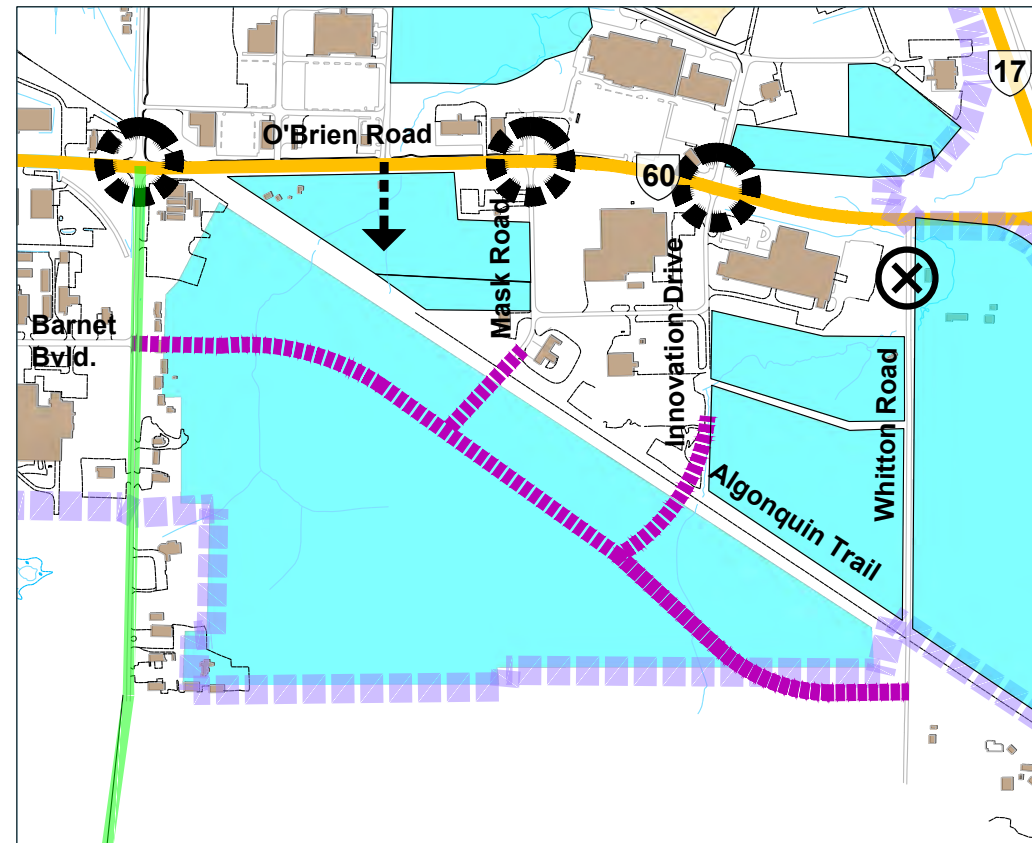 17
O'Brien Road
60
Mask Road
Innovation Drive
Barnet
Bvld.
Whitton Road
Algonquin Trail